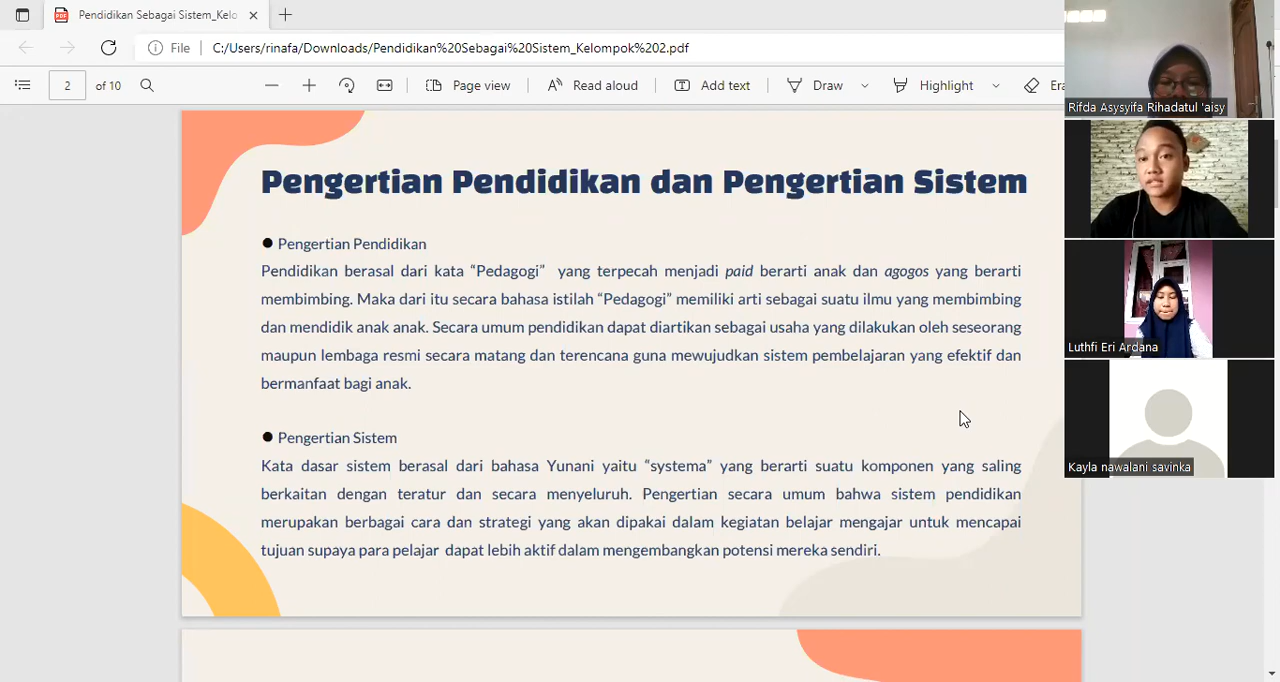 Pendidikan Sebagai Sistem_Kelo
File
C:/Users/rinafa/Downloads/Pendidikan%20Sebagai%20Sistem_Kelompok%202.pdf
2 of 10
Page view
Read aloud
Add text
Draw
Highlight
Era
Pengertian Pendidikan dan Pengertian Sistem
● Pengertian Pendidikan
Pendidikan berasal dari kata “Pedagogi” yang terpecah menjadi paid berarti anak dan agogos yang berarti
membimbing. Maka dari itu secara bahasa istilah “Pedagogi” memiliki arti sebagai suatu ilmu yang membimbing
dan mendidik anak anak. Secara umum pendidikan dapat diartikan sebagai usaha yang dilakukan oleh seseorang
maupun lembaga resmi secara matang dan terencana guna mewujudkan sistem pembelajaran yang efektif dan
bermanfaat bagi anak.
● Pengertian Sistem
Kata dasar sistem berasal dari bahasa Yunani yaitu “systema” yang berarti suatu komponen yang saling
berkaitan dengan teratur dan secara menyeluruh. Pengertian secara umum bahwa sistem pendidikan
merupakan berbagai cara dan strategi yang akan dipakai dalam kegiatan belajar mengajar untuk mencapai
tujuan supaya para pelajar dapat lebih aktif dalam mengembangkan potensi mereka sendiri.
Rifda Asysyifa Rihadatul 'aisy
Luthfi Eri Ardana
Kayla nawalani savinka